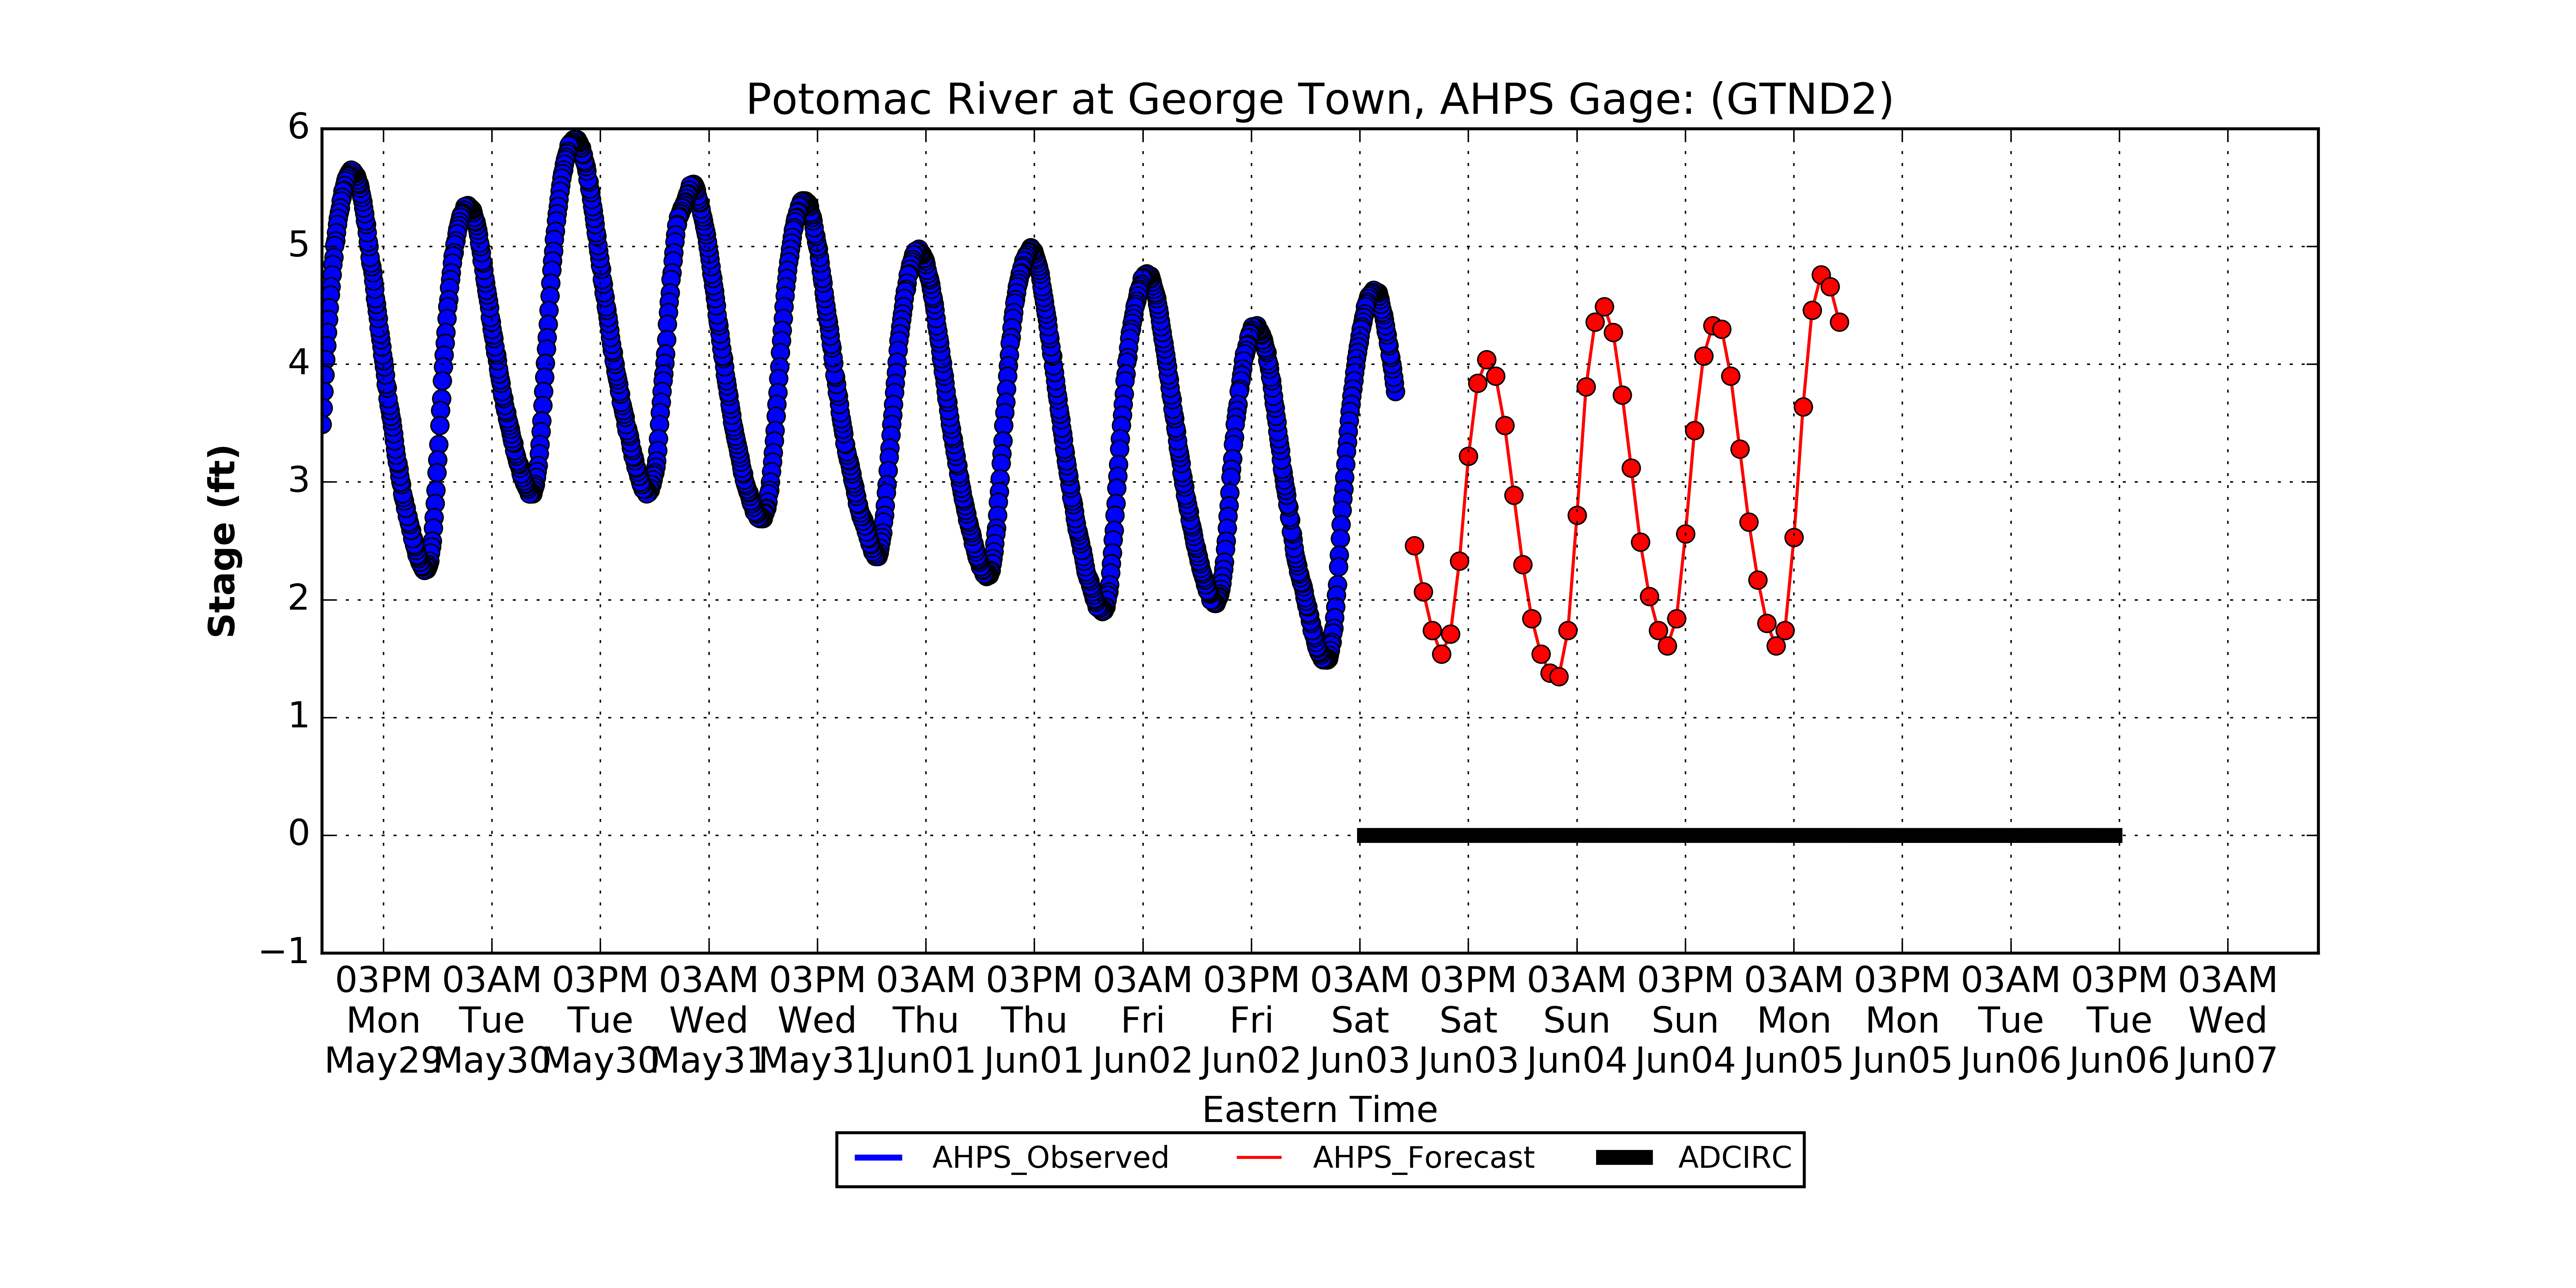 Potomac River at George Town, AHPS Gage: (GTND2)
6
5
4
3
2
1
0
−1
Stage (ft)
03PM 03AM 03PM 03AM 03PM 03AM 03PM 03AM 03PM 03AM 03PM 03AM 03PM 03AM 03PM 03AM 03PM 03AM
Mon Tue Tue Wed Wed Thu Thu Fri Fri Sat Sat Sun Sun Mon Mon Tue Tue Wed
May29 May30 May30 May31 May31 Jun01 Jun01 Jun02 Jun02 Jun03 Jun03 Jun04 Jun04 Jun05 Jun05 Jun06 Jun06 Jun07
Eastern Time
AHPS_Observed AHPS_Forecast ADCIRC